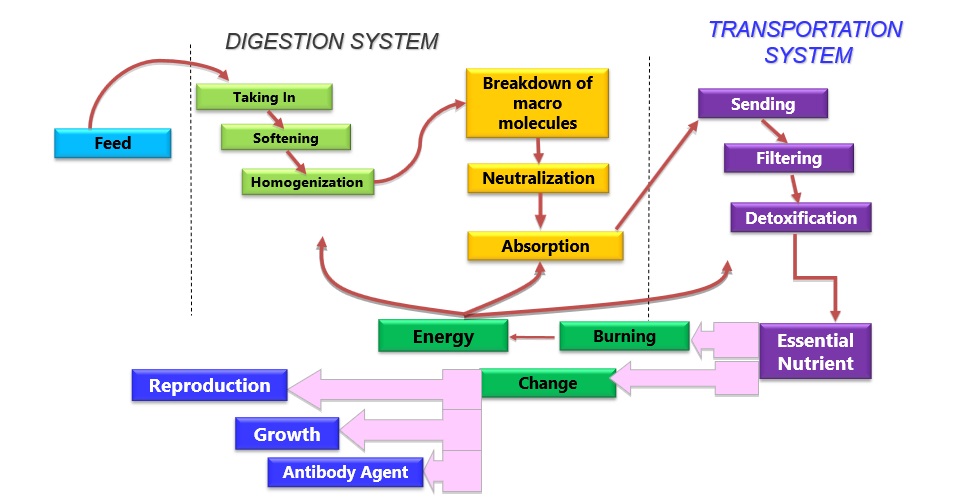 DIGESTION SYSTEM
TRANSPORTATION
SYSTEM
Feed
Taking In
Softening
Homogenization
Breakdown of
macro
molecules
Neutralization
Absorption
Sending
Filtering
Detoxification
Essential
Nutrient
Burning
Energy
Change
Reproduction
Growth
Antibody Agent